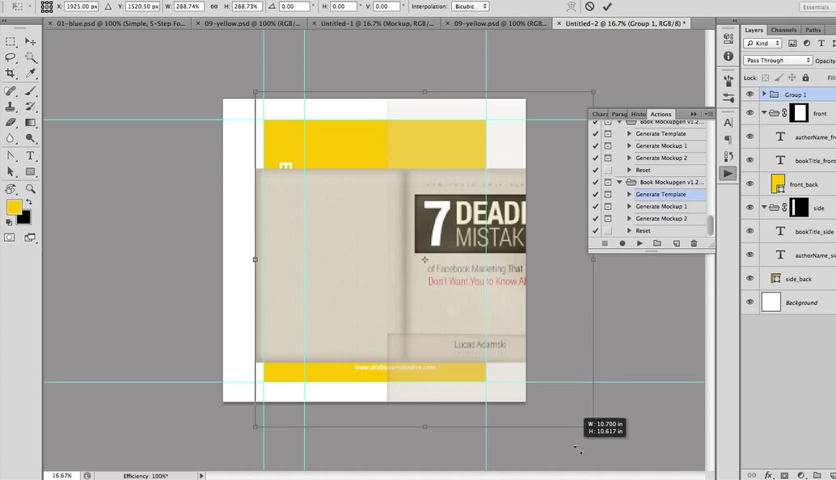 X: 1925.00 px Y: 1520.50 px W: 288.74% H: 288.73% 0.00 ° H: 0.00 ° V: 0.00 ° Interpolation: Bicubic Essentials
01-blue.psd @ 100% (Simple, 5-Step Fo... 09-yellow.psd @ 100% (RGB/... Untitled-1 @ 16.7% (Mockup, RGB/... 09-yellow.psd @ 100% (RGB... Untitled-2 @ 16.7% (Group 1, RGB/8) *
Layers Channels Paths
Kind
Pass Through Opacity
Lock: Fill
Group 1
front
authorName_fr
bookTitle_front
front_back
side
bookTitle_side
authorName_si
side_back
Background
Parag Histo Actions
Book Mockupgen v1.2...
Generate Template
Generate Mockup 1
Generate Mockup 2
Reset
Book Mockupgen v1.2...
Generate Template
Generate Mockup 1
Generate Mockup 2
Reset
7 DEADL
MISTAK
of Facebook Marketing That
Don't Want You to Know A
Lucas Adamski
W: 10.700 in
H: 10.617 in
16.67% Efficiency: 100%*